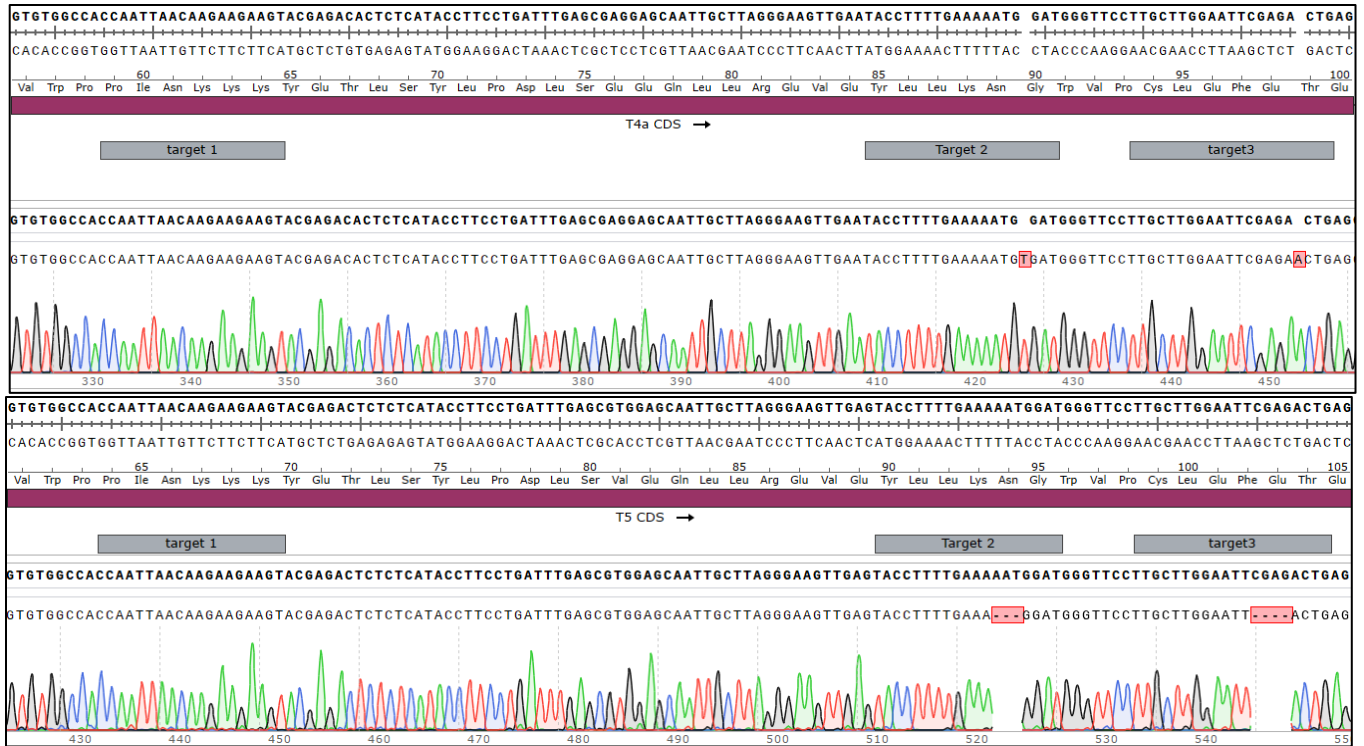 GTGTGGCCACCAATTAACAAGAAGAAGTACGAGACACTCTCATACCTTCCTGATTTGAGCGAGGAGCAATTGCTTAGGGAAGTTGAATACCTTTTGAAAAATG GATGGGTTCCTTGCTTGGAATTCGAGA CTGAG
CACACCGGTGGTTAATTGTTCTTCTTCATGCTCTGTGAGAGTATGGAAGGACTAAACTCGCTCCTCGTTAACGAATCCCTTCAACTTATGGAAAACTTTTTAC CTACCCAAGGAACGAACCTTAAGCTCT GACTC
60 65 70 75 80 85 90 95 100
Val Trp Pro Pro Ile Asn Lys Lys Lys Tyr Glu Thr Leu Ser Tyr Leu Pro Asp Leu Ser Glu Glu Gln Leu Leu Arg Glu Val Glu Tyr Leu Leu Lys Asn Gly Trp Val Pro Cys Leu Glu Phe Glu Thr Glu
T4a CDS →
target 1 Target 2 target3
GTGTGGCCACCAATTAACAAGAAGAAGTACGAGACACTCTCATACCTTCCTGATTTGAGCGAGGAGCAATTGCTTAGGGAAGTTGAATACCTTTTGAAAAATG GATGGGTTCCTTGCTTGGAATTCGAGA CTGAG
GTGTGGCCACCAATTAACAAGAAGAAGTACGAGACACTCTCATACCTTCCTGATTTGAGCGAGGAGCAATTGCTTAGGGAAGTTGAATACCTTTTGAAAAATGTGATGGGTTCCTTGCTTGGAATTCGAGAACTGAG
330 340 350 360 370 380 390 400 410 420 430 440 450
GTGTGGCCACCAATTAACAAGAAGAAGTACGAGACTCTCTCATACCTTCCTGATTTGAGCGTGGAGCAATTGCTTAGGGAAGTTGAGTACCTTTTGAAAAATGGATGGGTTCCTTGCTTGGAATTCGAGACTGAG
CACACCGGTGGTTAATTGTTCTTCTTCATGCTCTGAGAGAGTATGGAAGGACTAAACTCGCACCTCGTTAACGAATCCCTTCAACTCATGGAAAACTTTTTACCTACCCAAGGAACGAACCTTAAGCTCTGACTC
65 70 75 80 85 90 95 100 105
Val Trp Pro Pro Ile Asn Lys Lys Lys Tyr Glu Thr Leu Ser Tyr Leu Pro Asp Leu Ser Val Glu Gln Leu Leu Arg Glu Val Glu Tyr Leu Leu Lys Asn Gly Trp Val Pro Cys Leu Glu Phe Glu Thr Glu
T5 CDS →
target 1 Target 2 target3
GTGTGGCCACCAATTAACAAGAAGAAGTACGAGACTCTCTCATACCTTCCTGATTTGAGCGTGGAGCAATTGCTTAGGGAAGTTGAGTACCTTTTGAAAAATGGATGGGTTCCTTGCTTGGAATTCGAGACTGAG
GTGTGGCCACCAATTAACAAGAAGAAGTACGAGACTCTCTCATACCTTCCTGATTTGAGCGTGGAGCAATTGCTTAGGGAAGTTGAGTACCTTTTGAAA---GGATGGGTTCCTTGCTTGGAATT----ACTGAG
430 440 450 460 470 480 490 500 510 520 530 540 55